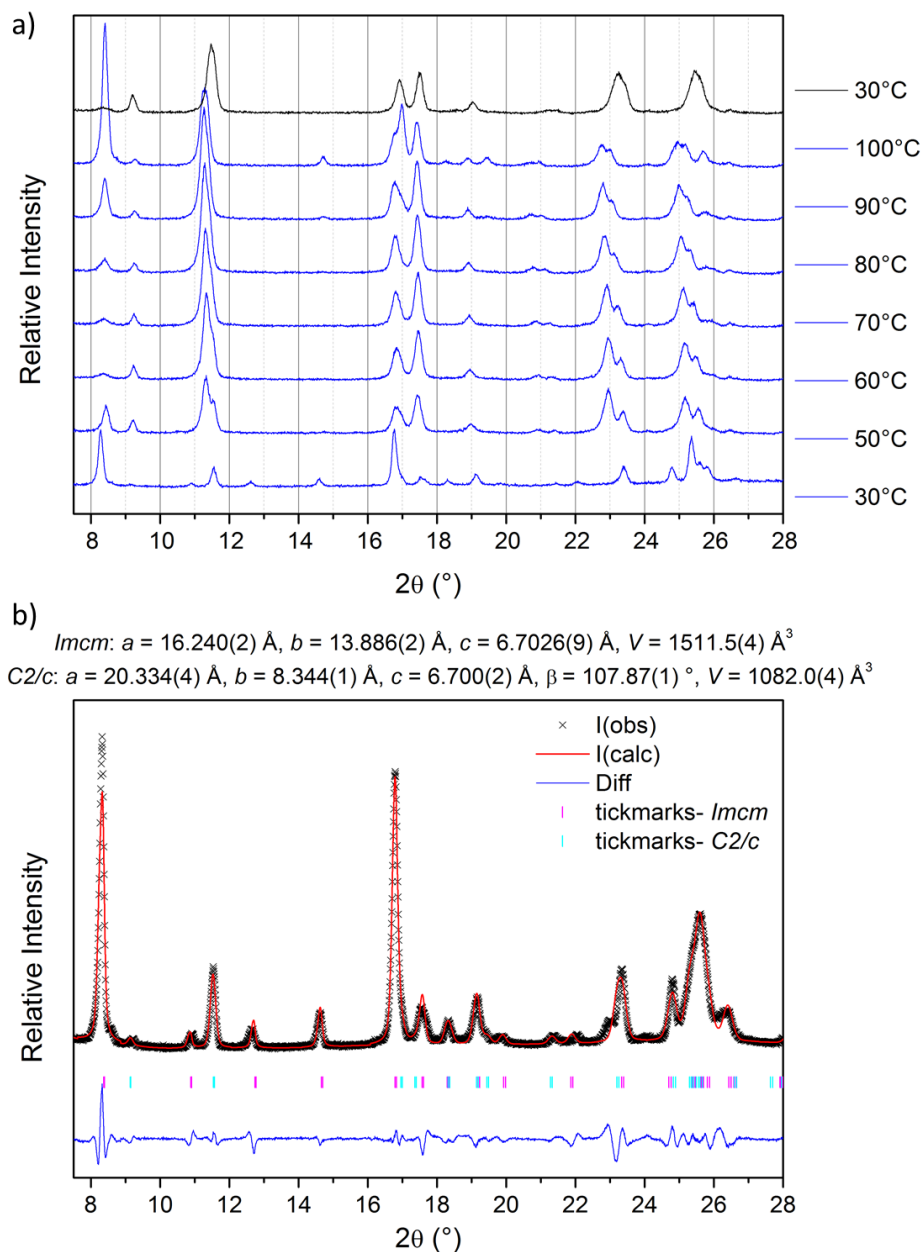 a)
30°C
100°C
90°C
80°C
70°C
60°C
50°C
30°C
Relative Intensity
8 10 12 14 16 18 20 22 24 26 28
2θ (°)
b)
Imcm: a = 16.240(2) Å, b = 13.886(2) Å, c = 6.7026(9) Å, V = 1511.5(4) Å³
C2/c: a = 20.334(4) Å, b = 8.344(1) Å, c = 6.700(2) Å, β = 107.87(1) °, V = 1082.0(4) Å³
I(obs)
I(calc)
Diff
tickmarks- Imcm
tickmarks- C2/c
Relative Intensity
8 10 12 14 16 18 20 22 24 26 28
2θ (°)